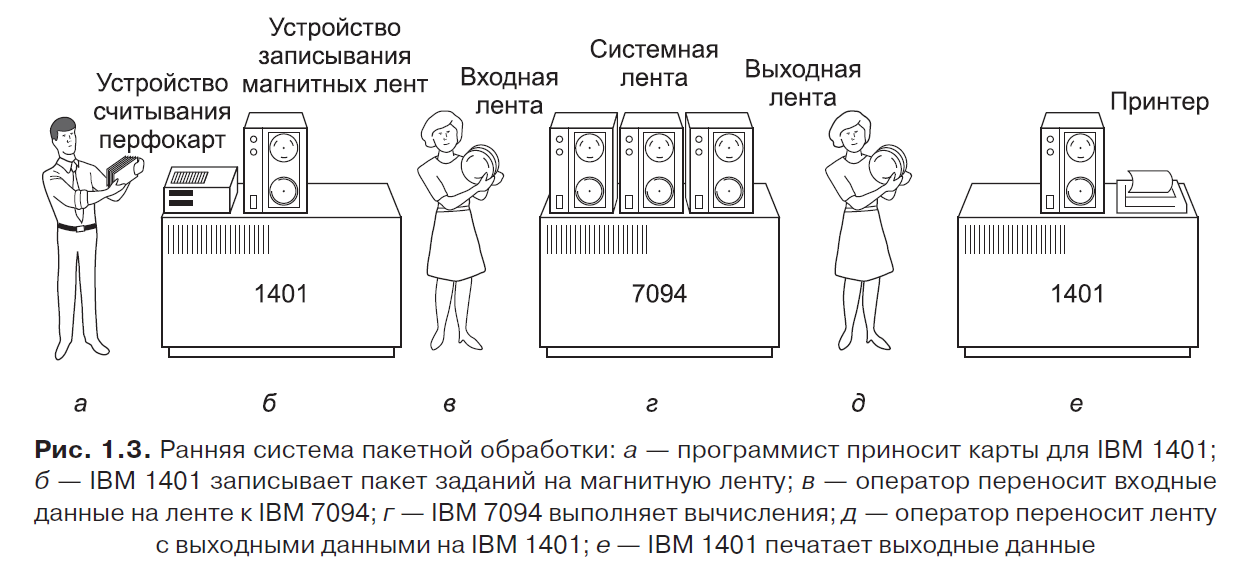 Устройство
считывания
перфокарт
Устройство
записывания
магнитных лент
Входная
лента
Системная
лента
Выходная
лента
Принтер
1401
7094
1401
а
б
в
г
д
е
Рис. 1.3. Ранняя система пакетной обработки: а — программист приносит карты для IBM 1401;
б — IBM 1401 записывает пакет заданий на магнитную ленту; в — оператор переносит входные
данные на ленте к IBM 7094; г — IBM 7094 выполняет вычисления; д — оператор переносит ленту
с выходными данными на IBM 1401; е — IBM 1401 печатает выходные данные